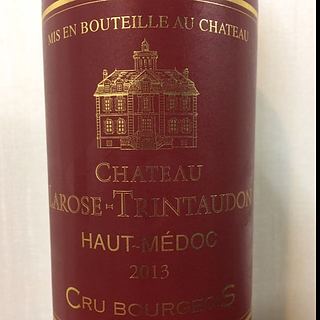 MIS EN BOUTEILLE AU CHATEAU
CHATEAU
LAROSE-TRINTAUDON
HAUT-MÉDOC
2013
CRU BOURGEOIS